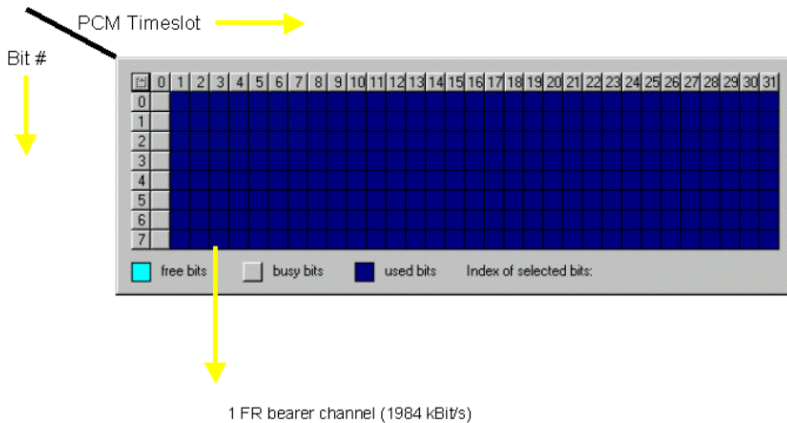 PCM Timeslot
Bit #
[*] 0 1 2 3 4 5 6 7 8 9 10 11 12 13 14 15 16 17 18 19 20 21 22 23 24 25 26 27 28 29 30 31
0
1
2
3
4
5
6
7
free bits busy bits used bits Index of selected bits:
1 FR bearer channel (1984 kBit/s)